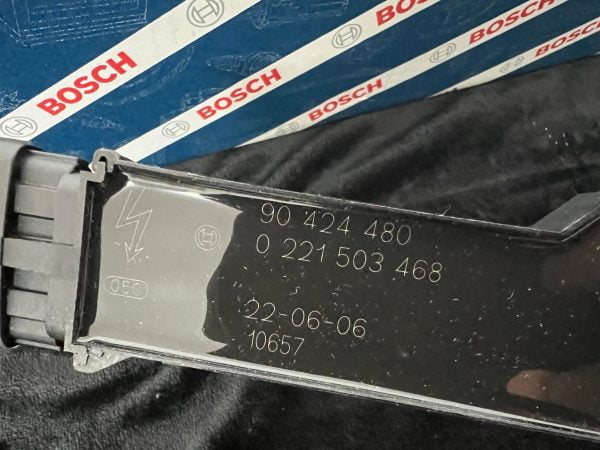 BOSCH
BOSCH
BOSCH
BOSCH
BOSCH
90 424 480
0 221 503 468
050
22-06-06
10657